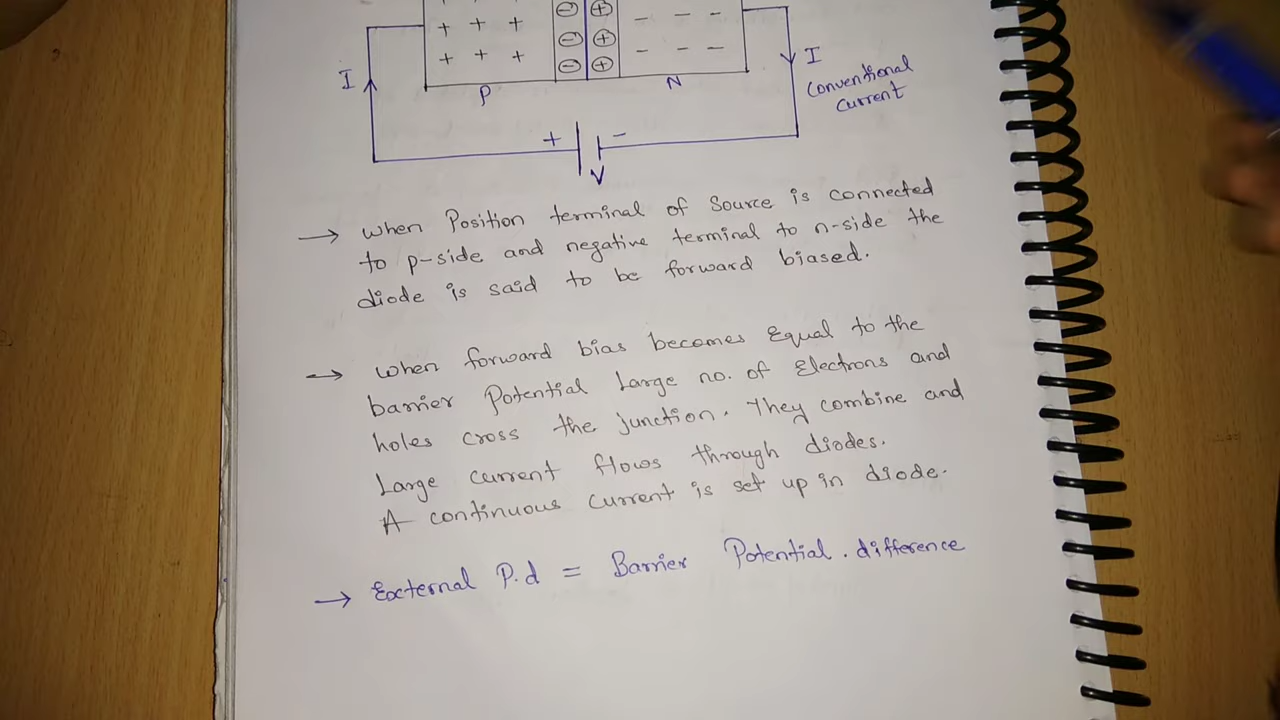 + + +
+ + +
⊖ ⊕
⊖ ⊕
⊖ ⊕
- - -
- - -
I
P
N
I
Conventional
Current
+
-
V
→ When Position terminal of Source is connected
to p-side and negative terminal to n-side the
diode is said to be forward biased.
→ When forward bias becomes Equal to the
barrier Potential Large no. of Electrons and
holes cross the junction. They combine and
Large current flows through diodes.
A continuous current is set up in diode.
→ External P.d = Barrier Potential.difference